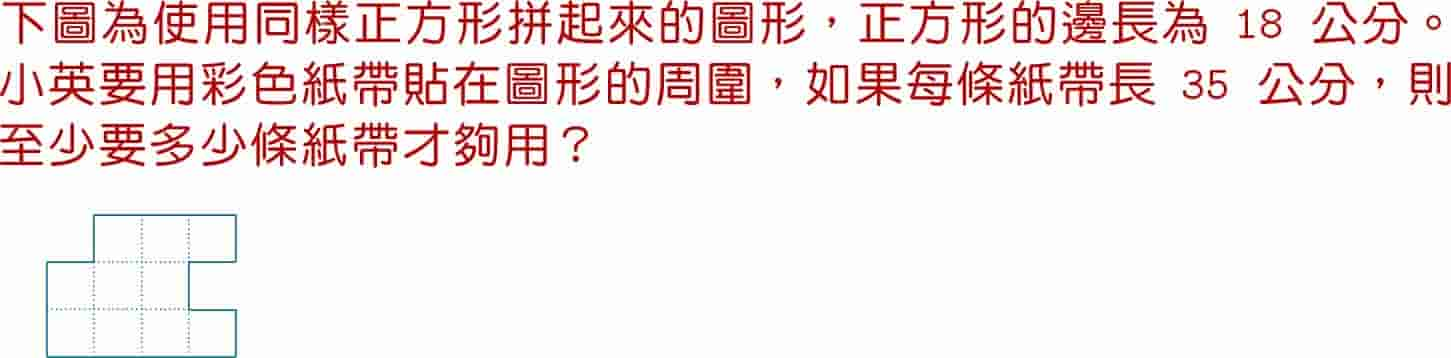 下圖為使用同樣正方形拼起來的圖形，正方形的邊長為 18 公分。
小英要用彩色紙帶貼在圖形的周圍，如果每條紙帶長 35 公分，則
至少要多少條紙帶才夠用？